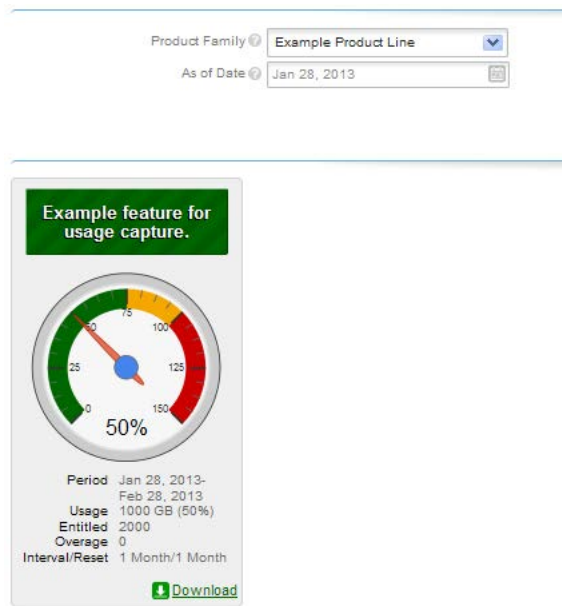 Product Family
Example Product Line
As of Date
Jan 28, 2013
Example feature for
usage capture.
0
25
50
75
100
125
150
50%
Period Jan 28, 2013-
Feb 28, 2013
Usage 1000 GB (50%)
Entitled 2000
Overage 0
Interval/Reset 1 Month/1 Month
Download